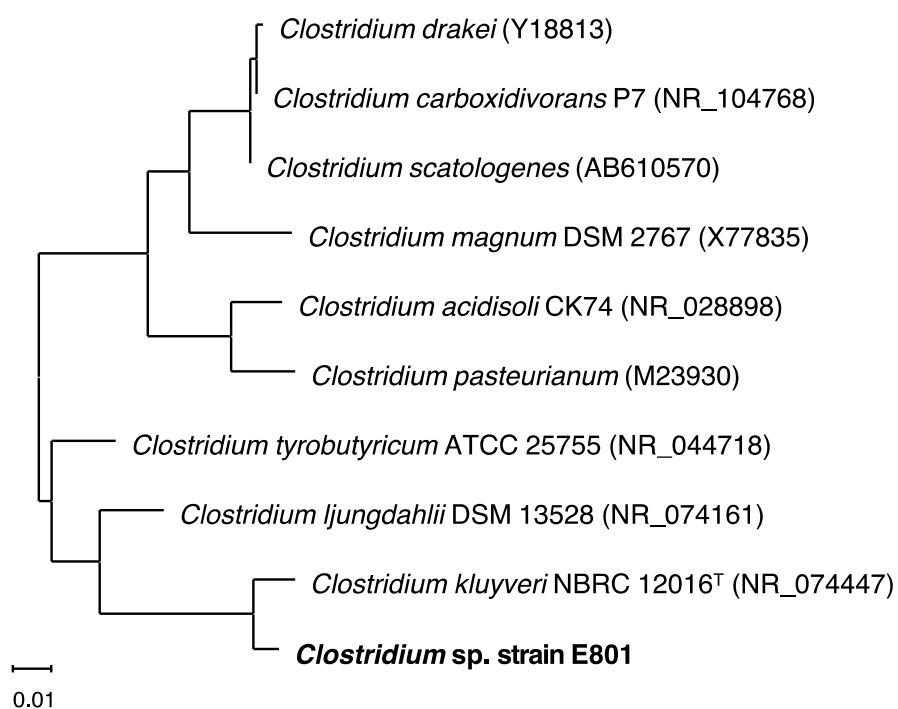 Clostridium drakei (Y18813)
Clostridium carboxidivorans P7 (NR_104768)
Clostridium scatologenes (AB610570)
Clostridium magnum DSM 2767 (X77835)
Clostridium acidisoli CK74 (NR_028898)
Clostridium pasteurianum (M23930)
Clostridium tyrobutyricum ATCC 25755 (NR_044718)
Clostridium ljungdahlii DSM 13528 (NR_074161)
Clostridium kluyveri NBRC 12016ᵀ (NR_074447)
Clostridium sp. strain E801
0.01